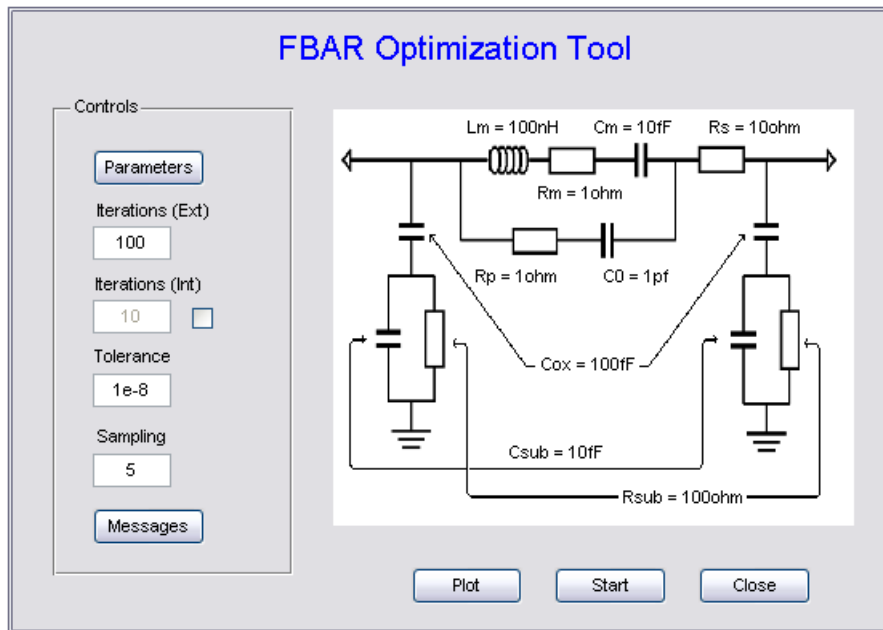 FBAR Optimization Tool
Controls
Parameters
Iterations (Ext)
100
Iterations (Int)
10
Tolerance
1e-8
Sampling
5
Messages
Lm = 100nH
Cm = 10fF
Rs = 10ohm
Rm = 1ohm
Rp = 1ohm
C0 = 1pf
Cox = 100fF
Csub = 10fF
Rsub = 100ohm
Plot
Start
Close